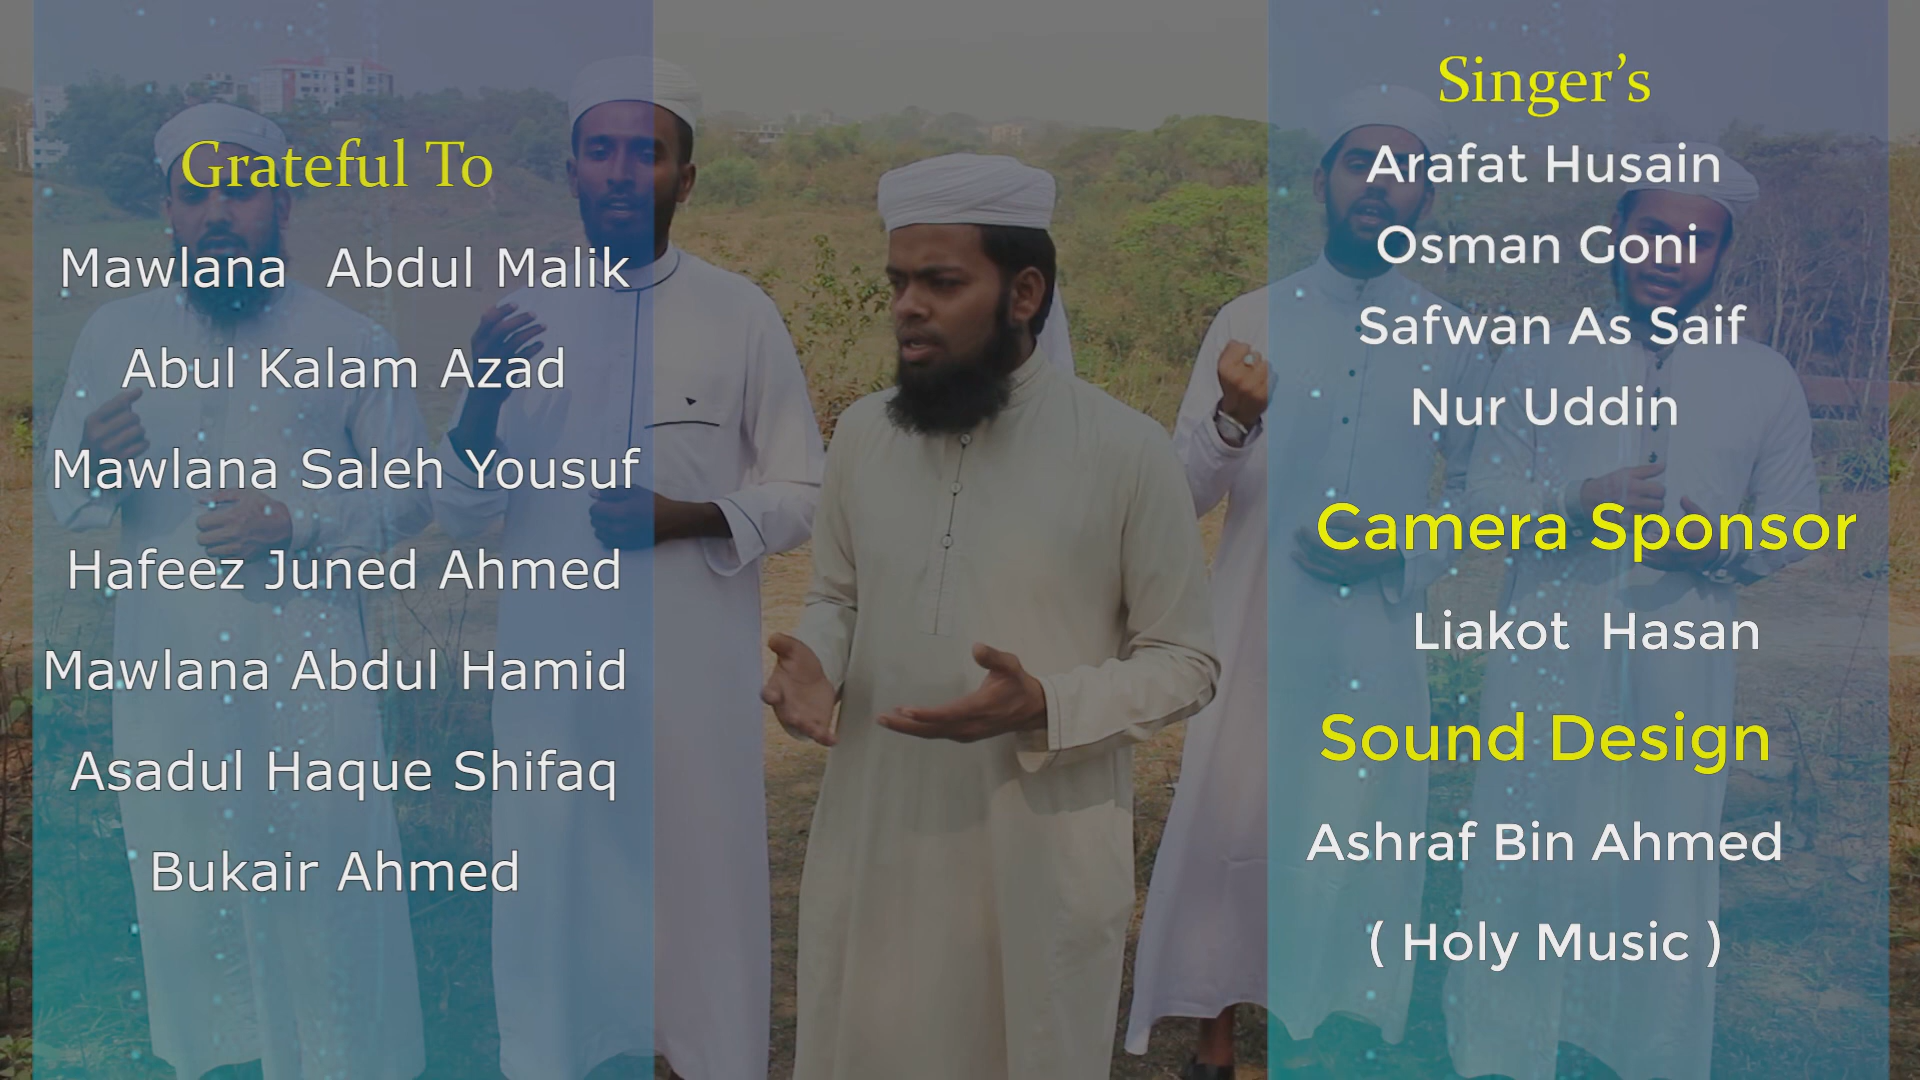 Grateful To
Mawlana Abdul Malik
Abul Kalam Azad
Mawlana Saleh Yousuf
Hafeez Juned Ahmed
Mawlana Abdul Hamid
Asadul Haque Shifaq
Bukair Ahmed
Singer's
Arafat Husain
Osman Goni
Safwan As Saif
Nur Uddin
Camera Sponsor
Liakot Hasan
Sound Design
Ashraf Bin Ahmed
( Holy Music )